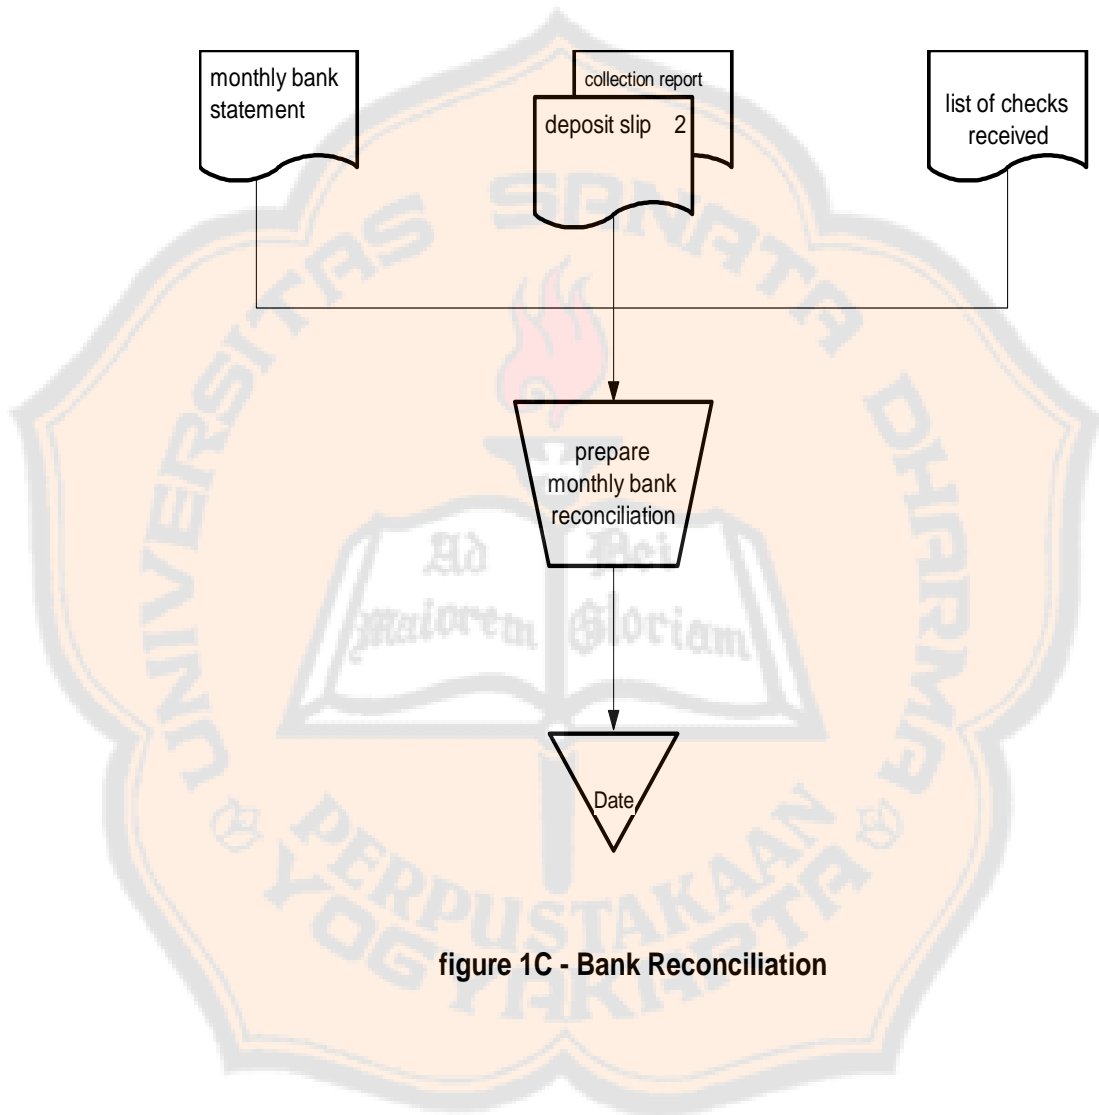 monthly bank
statement
collection report
deposit slip 2
list of checks
received
UNIVERSITAS SANATA DHARMA
prepare
monthly bank
reconciliation
Ad
Maiorem
Dei
Gloriam
Date
PERPUSTAKAAN
YOGYAKARTA
figure 1C - Bank Reconciliation